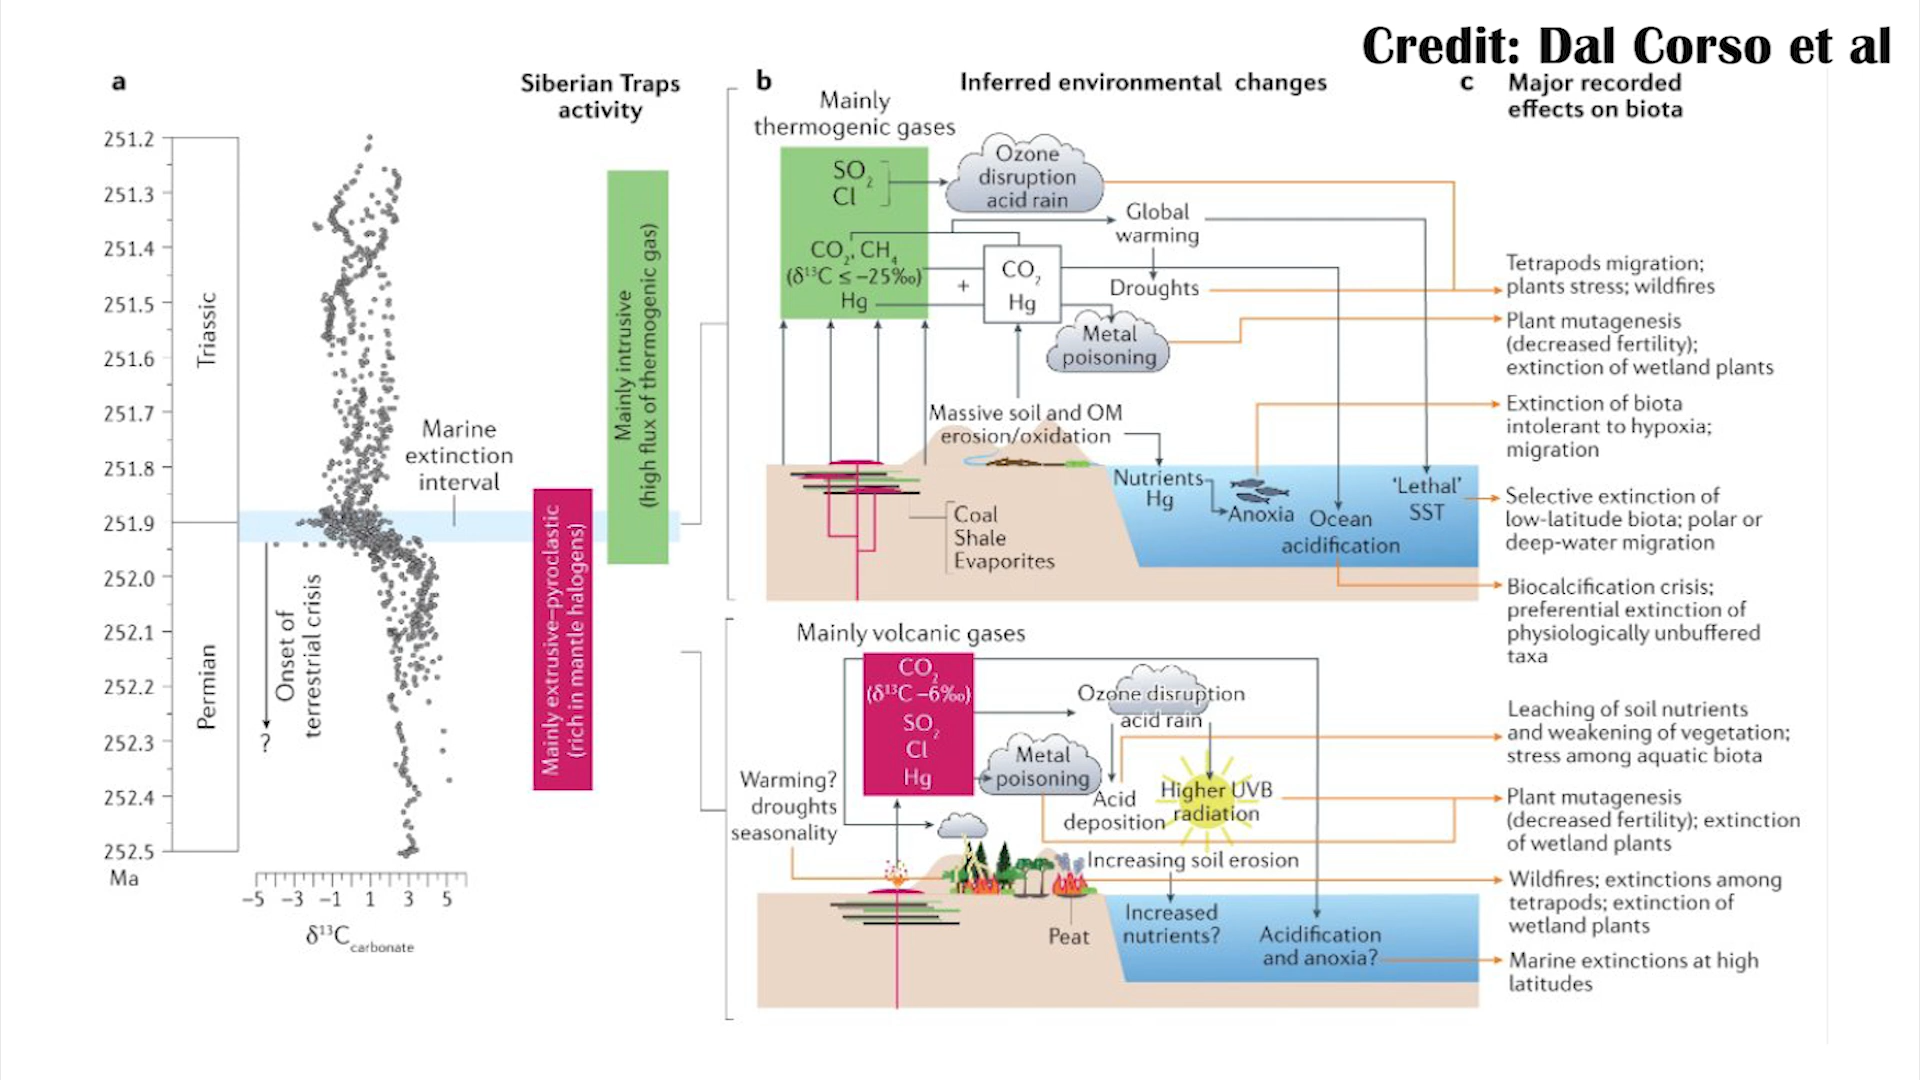 Credit: Dal Corso et al
a
Siberian Traps
activity
b
Inferred environmental changes
c
Major recorded
effects on biota
251.2
251.3
251.4
251.5
251.6
251.7
251.8
251.9
252.0
252.1
252.2
252.3
252.4
252.5
Ma
Triassic
Permian
Marine
extinction
interval
Onset of
terrestrial crisis
?
−5 −3 −1 1 3 5
δ¹³Ccarbonate
Mainly extrusive–pyroclastic
(rich in mantle halogens)
Mainly intrusive
(high flux of thermogenic gas)
Mainly
thermogenic gases
SO₂
Cl
CO₂, CH₄
(δ¹³C ≤ −25‰)
Hg
+
CO₂
Hg
Ozone
disruption
acid rain
Global
warming
Droughts
Metal
poisoning
Massive soil and OM
erosion/oxidation
Nutrients
Hg
Anoxia
Ocean
acidification
‘Lethal’
SST
Coal
Shale
Evaporites
Tetrapods migration;
plants stress; wildfires
Plant mutagenesis
(decreased fertility);
extinction of wetland plants
Extinction of biota
intolerant to hypoxia;
migration
Selective extinction of
low-latitude biota; polar or
deep-water migration
Biocalcification crisis;
preferential extinction of
physiologically unbuffered
taxa
Mainly volcanic gases
CO₂
(δ¹³C −6‰)
SO₂
Cl
Hg
Ozone disruption
acid rain
Metal
poisoning
Acid
deposition
Higher UVB
radiation
Warming?
droughts
seasonality
Increasing soil erosion
Peat
Increased
nutrients?
Acidification
and anoxia?
Leaching of soil nutrients
and weakening of vegetation;
stress among aquatic biota
Plant mutagenesis
(decreased fertility); extinction
of wetland plants
Wildfires; extinctions among
tetrapods; extinction of
wetland plants
Marine extinctions at high
latitudes